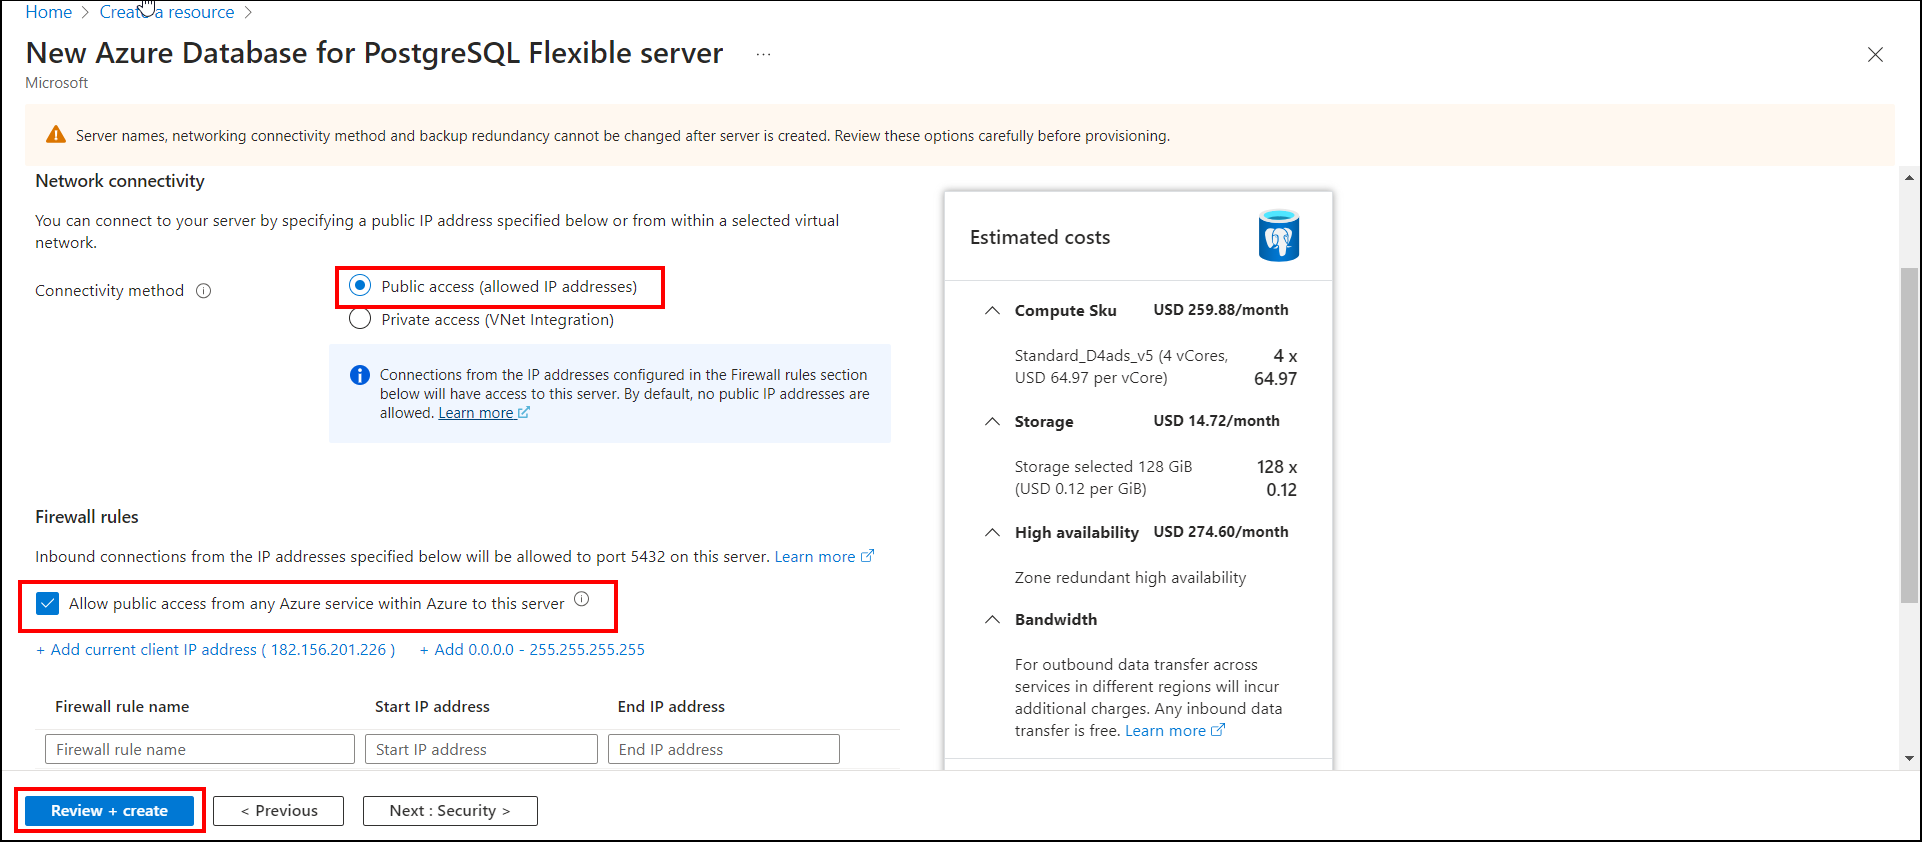 Home > Create a resource >
New Azure Database for PostgreSQL Flexible server ...
Microsoft
Server names, networking connectivity method and backup redundancy cannot be changed after server is created. Review these options carefully before provisioning.
Network connectivity
You can connect to your server by specifying a public IP address specified below or from within a selected virtual
network.
Connectivity method
Public access (allowed IP addresses)
Private access (VNet Integration)
Connections from the IP addresses configured in the Firewall rules section
below will have access to this server. By default, no public IP addresses are
allowed. Learn more
Firewall rules
Inbound connections from the IP addresses specified below will be allowed to port 5432 on this server. Learn more
Allow public access from any Azure service within Azure to this server
+ Add current client IP address ( 182.156.201.226 ) + Add 0.0.0.0 - 255.255.255.255
Firewall rule name Start IP address End IP address
Firewall rule name Start IP address End IP address
Estimated costs
Compute Sku USD 259.88/month
Standard_D4ads_v5 (4 vCores, 4 x
USD 64.97 per vCore) 64.97
Storage USD 14.72/month
Storage selected 128 GiB 128 x
(USD 0.12 per GiB) 0.12
High availability USD 274.60/month
Zone redundant high availability
Bandwidth
For outbound data transfer across
services in different regions will incur
additional charges. Any inbound data
transfer is free. Learn more
Review + create < Previous Next : Security >